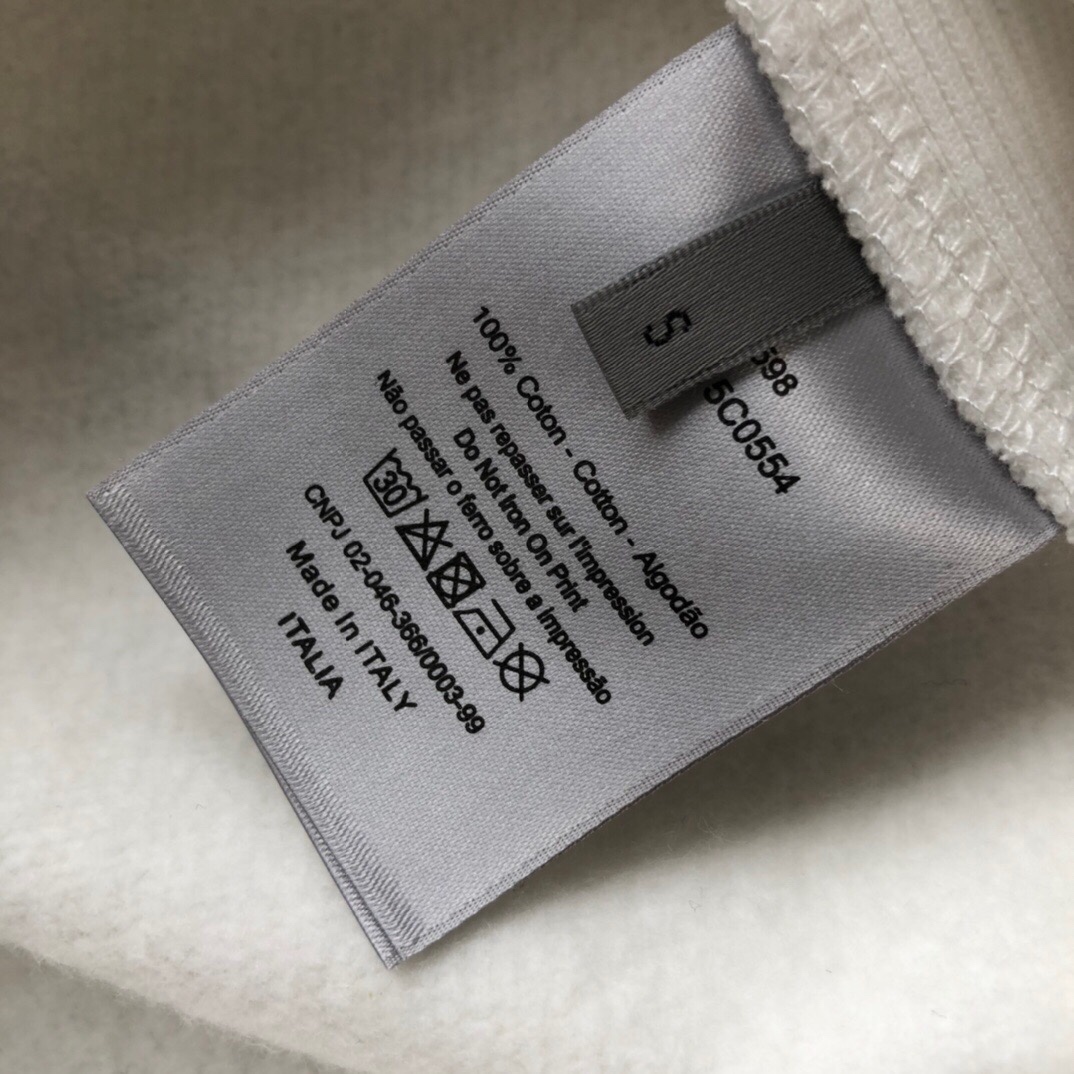 S
598
5C0554
100% Coton - Cotton - Algodão
Ne pas repasser sur l'impression
Do Not Iron On Print
Não passar o ferro sobre a impressão
30
CNPJ 02-046-366/0003-99
Made In ITALY
ITALIA